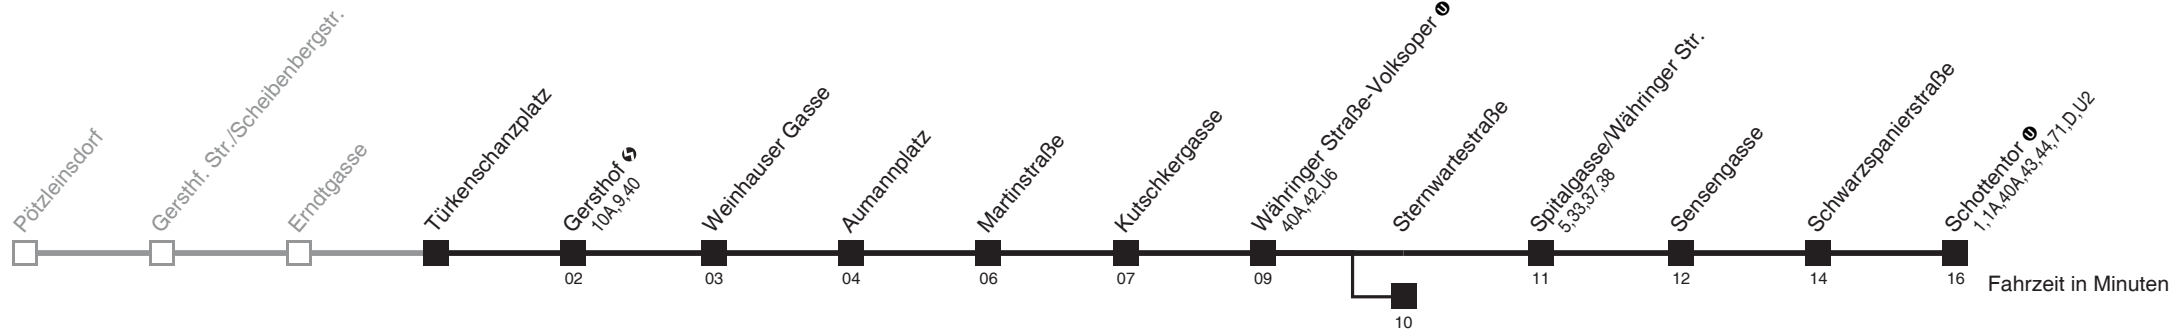 Pötzleinsdorf
Gersthf. Str./Scheibenbergstr.
Erndtgasse
Türkenschanzplatz
Gersthof S
10A,9,40
Weinhauser Gasse
Aumannplatz
Martinstraße
Kutschkergasse
Währinger Straße-Volksoper U
40A,42,U6
Sternwartestraße
Spitalgasse/Währinger Str.
5,33,37,38
Sensengasse
Schwarzspanierstraße
Schottentor U
1,1A,40A,43,44,71,D,U2
02
03
04
06
07
09
11
12
14
16
Fahrzeit in Minuten
10